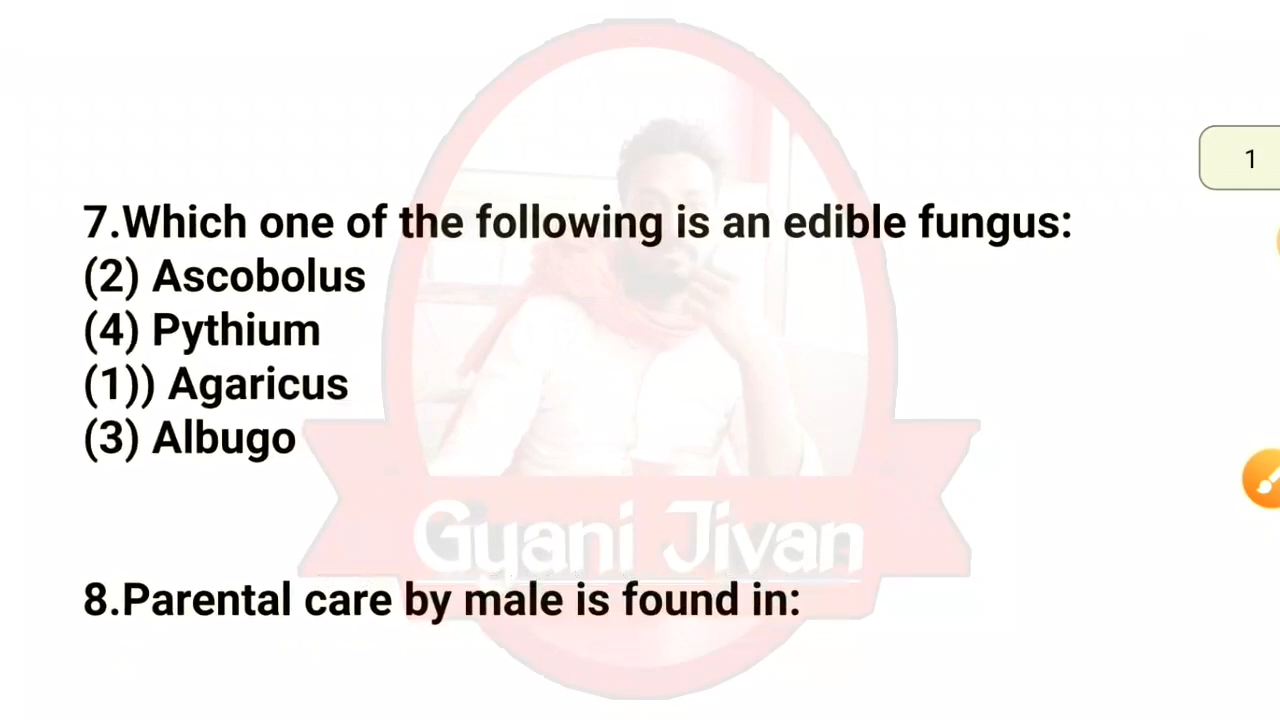 1
7.Which one of the following is an edible fungus:
(2) Ascobolus
(4) Pythium
(1)) Agaricus
(3) Albugo
Gyani Jivan
8.Parental care by male is found in: